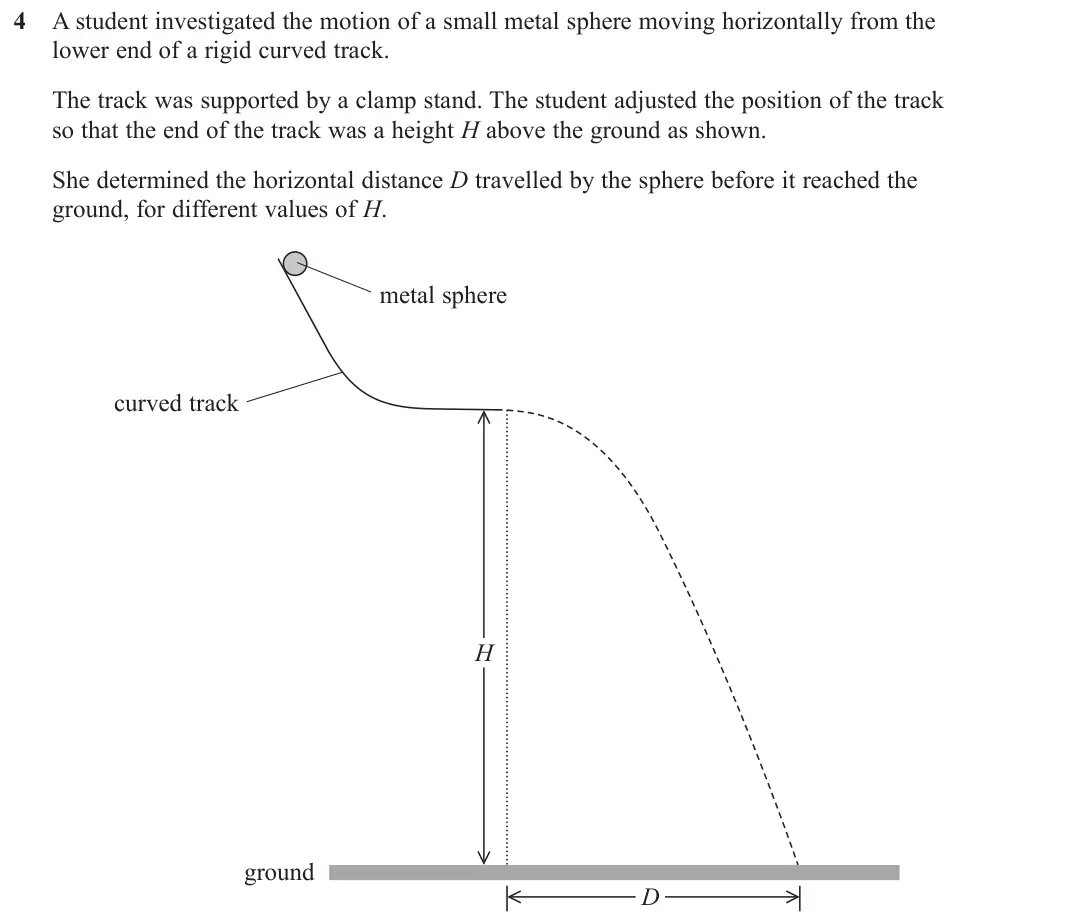 4 A student investigated the motion of a small metal sphere moving horizontally from the
lower end of a rigid curved track.
The track was supported by a clamp stand. The student adjusted the position of the track
so that the end of the track was a height H above the ground as shown.
She determined the horizontal distance D travelled by the sphere before it reached the
ground, for different values of H.
metal sphere
curved track
H
ground
D